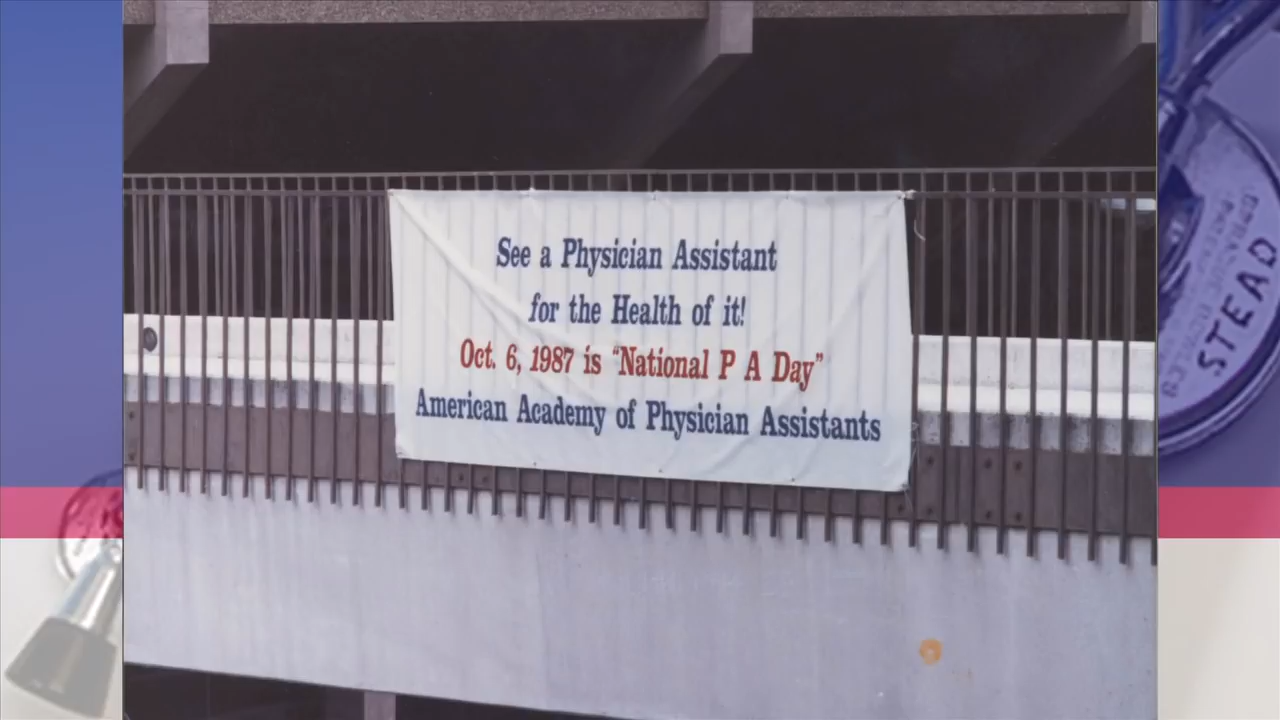 See a Physician Assistant
for the Health of it!
Oct. 6, 1987 is "National P A Day"
American Academy of Physician Assistants
STEAD